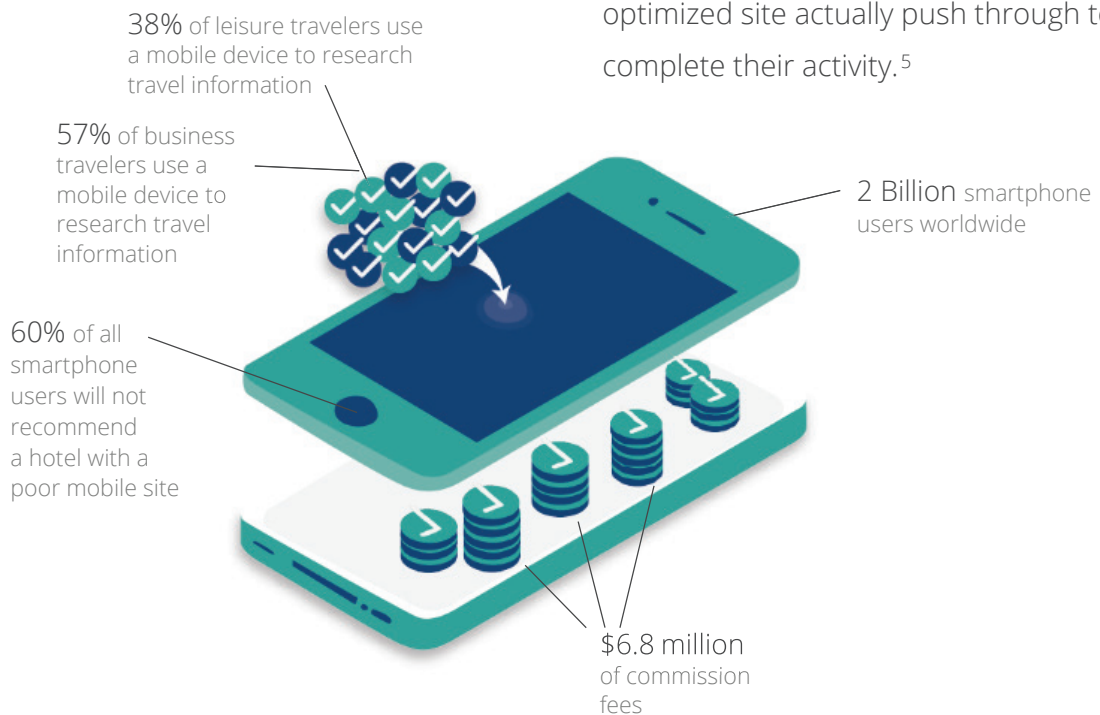 38% of leisure travelers use
a mobile device to research
travel information
optimized site actually push through
complete their activity.5
57% of business
travelers use a
mobile device to
research travel
information
2 Billion smartphone
users worldwide
60% of all
smartphone
users will not
recommend
a hotel with a
poor mobile site
$6.8 million
of commission
fees